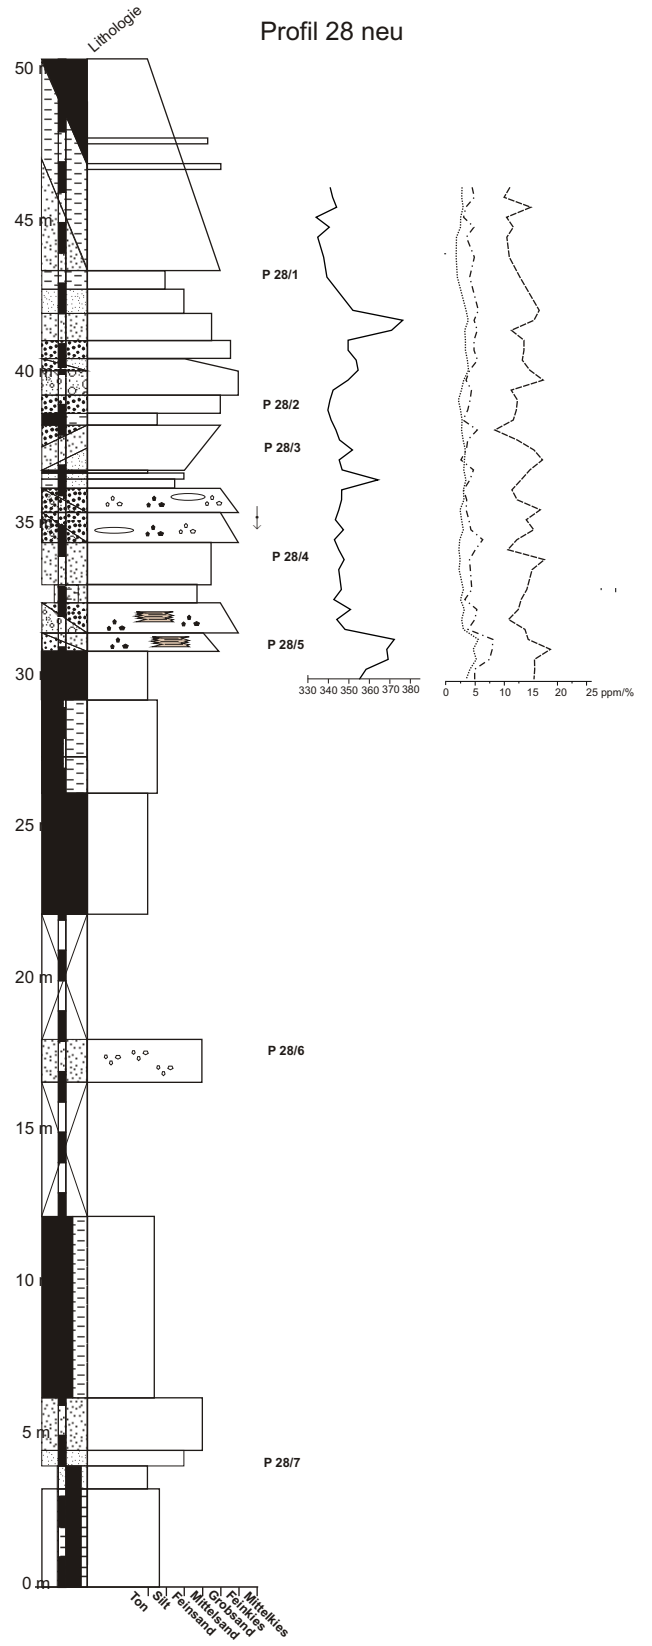 Profil 28 neu
Lithologie
50 m
45 m
P 28/1
40 m
P 28/2
P 28/3
35 m
P 28/4
P 28/5
30 m
330 340 350 360 370 380
0 5 10 15 20 25 ppm/%
25 m
20 m
P 28/6
15 m
10 m
5 m
P 28/7
0 m
Ton
Silt
Feinsand
Mittelsand
Grobsand
Feinkies
Mittelkies